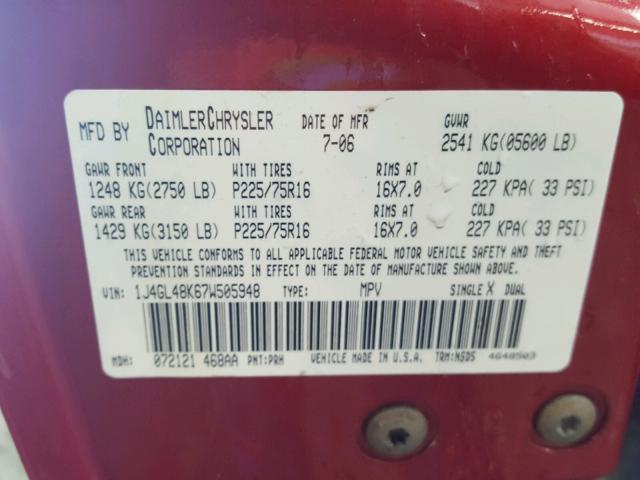 MFD BY DAIMLERCHRYSLER CORPORATION DATE OF MFR 7-06 GVWR 2541 KG(05600 LB)
GAWR FRONT WITH TIRES RIMS AT COLD
1248 KG(2750 LB) P225/75R16 16X7.0 227 KPA( 33 PSI)
GAWR REAR WITH TIRES RIMS AT COLD
1429 KG(3150 LB) P225/75R16 16X7.0 227 KPA( 33 PSI)
THIS VEHICLE CONFORMS TO ALL APPLICABLE FEDERAL MOTOR VEHICLE SAFETY AND THEFT
PREVENTION STANDARDS IN EFFECT ON THE DATE OF MANUFACTURE SHOWN ABOVE.
VIN: 1J4GL48K67W505948 TYPE: MPV SINGLE X DUAL
MDH: 072121 468AA PNT:PRH VEHICLE MADE IN U.S.A. TRM:NSDS 4648503